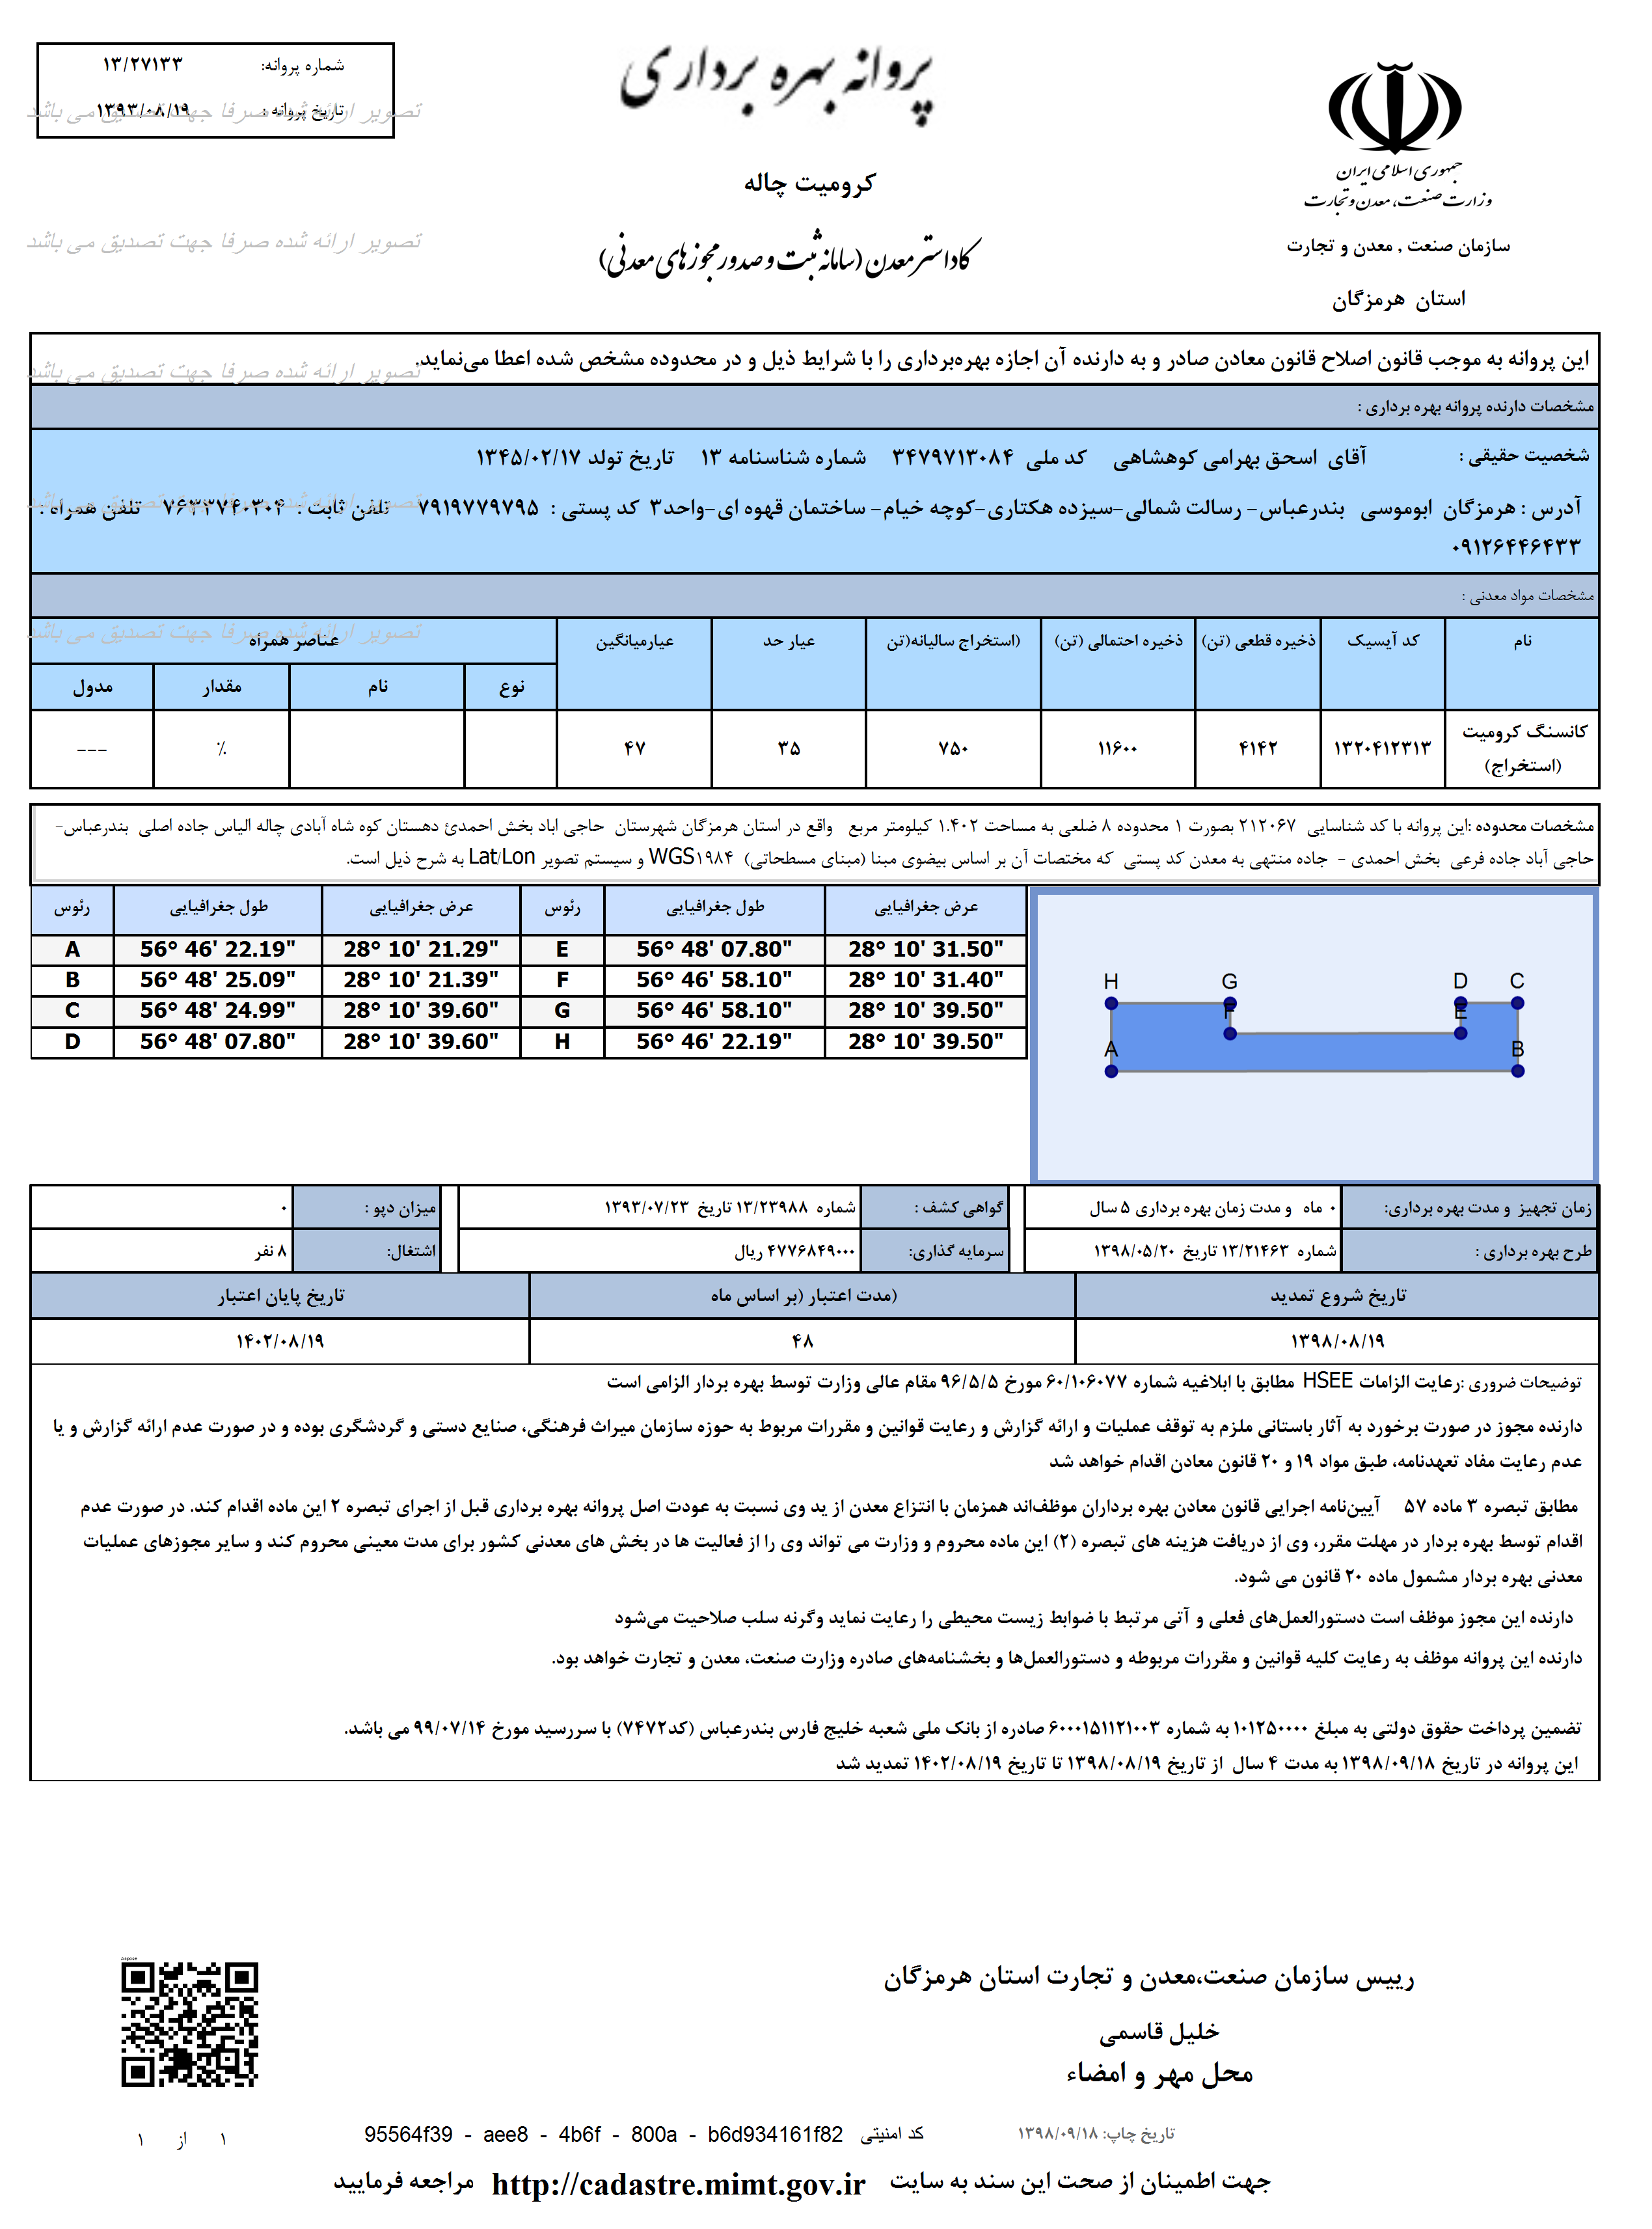 پروانه بهره برداری
کرومیت چاله
کاداستر معدن (سامانه ثبت و صدور مجوزهای معدنی)
جمهوری اسلامی ایران
وزارت صنعت، معدن و تجارت
سازمان صنعت , معدن و تجارت
استان هرمزگان
شماره پروانه: ۱۳/۲۷۱۳۳
تاریخ پروانه : ۱۳۹۳/۰۸/۱۹
تصویر ارائه شده صرفا جهت تصدیق می باشد
تصویر ارائه شده صرفا جهت تصدیق می باشد
تصویر ارائه شده صرفا جهت تصدیق می باشد
تصویر ارائه شده صرفا جهت تصدیق می باشد
تصویر ارائه شده صرفا جهت تصدیق می باشد
این پروانه به موجب قانون اصلاح قانون معادن صادر و به دارنده آن اجازه بهره‌برداری را با شرایط ذیل و در محدوده مشخص شده اعطا می‌نماید.
مشخصات دارنده پروانه بهره برداری :
شخصیت حقیقی : آقای اسحق بهرامی کوهشاهی کد ملی ۳۴۷۹۷۱۳۰۸۴ شماره شناسنامه ۱۳ تاریخ تولد ۱۳۴۵/۰۲/۱۷
آدرس : هرمزگان ابوموسی بندرعباس- رسالت شمالی-سیزده هکتاری-کوچه خیام- ساختمان قهوه ای-واحد۳ کد پستی : ۷۹۱۹۷۷۹۷۹۵ تلفن ثابت : ۷۶۳۳۷۴۰۳۰۴ تلفن همراه :
۰۹۱۲۶۴۴۶۴۳۳
مشخصات مواد معدنی :
نام کد آیسیک ذخیره قطعی (تن) ذخیره احتمالی (تن) (استخراج سالیانه(تن عیار حد عیارمیانگین عناصر همراه
نوع نام مقدار مدول
کانسنگ کرومیت (استخراج) ۱۳۲۰۴۱۲۳۱۳ ۴۱۴۲ ۱۱۶۰۰ ۷۵۰ ۳۵ ۴۷ ٪ ---
مشخصات محدوده :این پروانه با کد شناسایی ۲۱۲۰۶۷ بصورت ۱ محدوده ۸ ضلعی به مساحت ۱.۴۰۲ کیلومتر مربع واقع در استان هرمزگان شهرستان حاجی اباد بخش احمدئ دهستان کوه شاه آبادی چاله الیاس جاده اصلی بندرعباس-
حاجی آباد جاده فرعی بخش احمدی - جاده منتهی به معدن کد پستی که مختصات آن بر اساس بیضوی مبنا (مبنای مسطحاتی) WGS۱۹۸۴ و سیستم تصویر Lat/Lon به شرح ذیل است.
رئوس طول جغرافیایی عرض جغرافیایی رئوس طول جغرافیایی عرض جغرافیایی
A 56° 46' 22.19" 28° 10' 21.29" E 56° 48' 07.80" 28° 10' 31.50"
B 56° 48' 25.09" 28° 10' 21.39" F 56° 46' 58.10" 28° 10' 31.40"
C 56° 48' 24.99" 28° 10' 39.60" G 56° 46' 58.10" 28° 10' 39.50"
D 56° 48' 07.80" 28° 10' 39.60" H 56° 46' 22.19" 28° 10' 39.50"
H G D C
F E
A B
زمان تجهیز و مدت بهره برداری: ۰ ماه و مدت زمان بهره برداری ۵ سال گواهی کشف : شماره ۱۳/۲۳۹۸۸ تاریخ ۱۳۹۳/۰۷/۲۳ میزان دپو : ۰
طرح بهره برداری : شماره ۱۳/۲۱۴۶۳ تاریخ ۱۳۹۸/۰۵/۲۰ سرمایه گذاری: ۴۷۷۶۸۴۹۰۰۰ ریال اشتغال: ۸ نفر
تاریخ شروع تمدید (مدت اعتبار (بر اساس ماه تاریخ پایان اعتبار
۱۳۹۸/۰۸/۱۹ ۴۸ ۱۴۰۲/۰۸/۱۹
توضیحات ضروری :رعایت الزامات HSEE مطابق با ابلاغیه شماره ۶۰/۱۰۶۰۷۷ مورخ ۹۶/۵/۵ مقام عالی وزارت توسط بهره بردار الزامی است
دارنده مجوز در صورت برخورد به آثار باستانی ملزم به توقف عملیات و ارائه گزارش و رعایت قوانین و مقررات مربوط به حوزه سازمان میراث فرهنگی، صنایع دستی و گردشگری بوده و در صورت عدم ارائه گزارش و یا
عدم رعایت مفاد تعهدنامه، طبق مواد ۱۹ و ۲۰ قانون معادن اقدام خواهد شد
مطابق تبصره ۳ ماده ۵۷ آیین‌نامه اجرایی قانون معادن بهره برداران موظف‌اند همزمان با انتزاع معدن از ید وی نسبت به عودت اصل پروانه بهره برداری قبل از اجرای تبصره ۲ این ماده اقدام کند. در صورت عدم
اقدام توسط بهره بردار در مهلت مقرر، وی از دریافت هزینه های تبصره (۲) این ماده محروم و وزارت می تواند وی را از فعالیت ها در بخش های معدنی کشور برای مدت معینی محروم کند و سایر مجوزهای عملیات
معدنی بهره بردار مشمول ماده ۲۰ قانون می شود.
دارنده این مجوز موظف است دستورالعمل‌های فعلی و آتی مرتبط با ضوابط زیست محیطی را رعایت نماید وگرنه سلب صلاحیت می‌شود
دارنده این پروانه موظف به رعایت کلیه قوانین و مقررات مربوطه و دستورالعمل‌ها و بخشنامه‌های صادره وزارت صنعت، معدن و تجارت خواهد بود.
تضمین پرداخت حقوق دولتی به مبلغ ۱۰۱۲۵۰۰۰۰ به شماره ۶۰۰۰۱۵۱۱۲۱۰۰۳ صادره از بانک ملی شعبه خلیج فارس بندرعباس (کد۷۴۷۲) با سررسید مورخ ۹۹/۰۷/۱۴ می باشد.
این پروانه در تاریخ ۱۳۹۸/۰۹/۱۸ به مدت ۴ سال از تاریخ ۱۳۹۸/۰۸/۱۹ تا تاریخ ۱۴۰۲/۰۸/۱۹ تمدید شد
رییس سازمان صنعت،معدن و تجارت استان هرمزگان
خلیل قاسمی
محل مهر و امضاء
تاریخ چاپ: ۱۳۹۸/۰۹/۱۸ کد امنیتی 95564f39 - aee8 - 4b6f - 800a - b6d934161f82
۱ از ۱
جهت اطمینان از صحت این سند به سایت http://cadastre.mimt.gov.ir مراجعه فرمایید